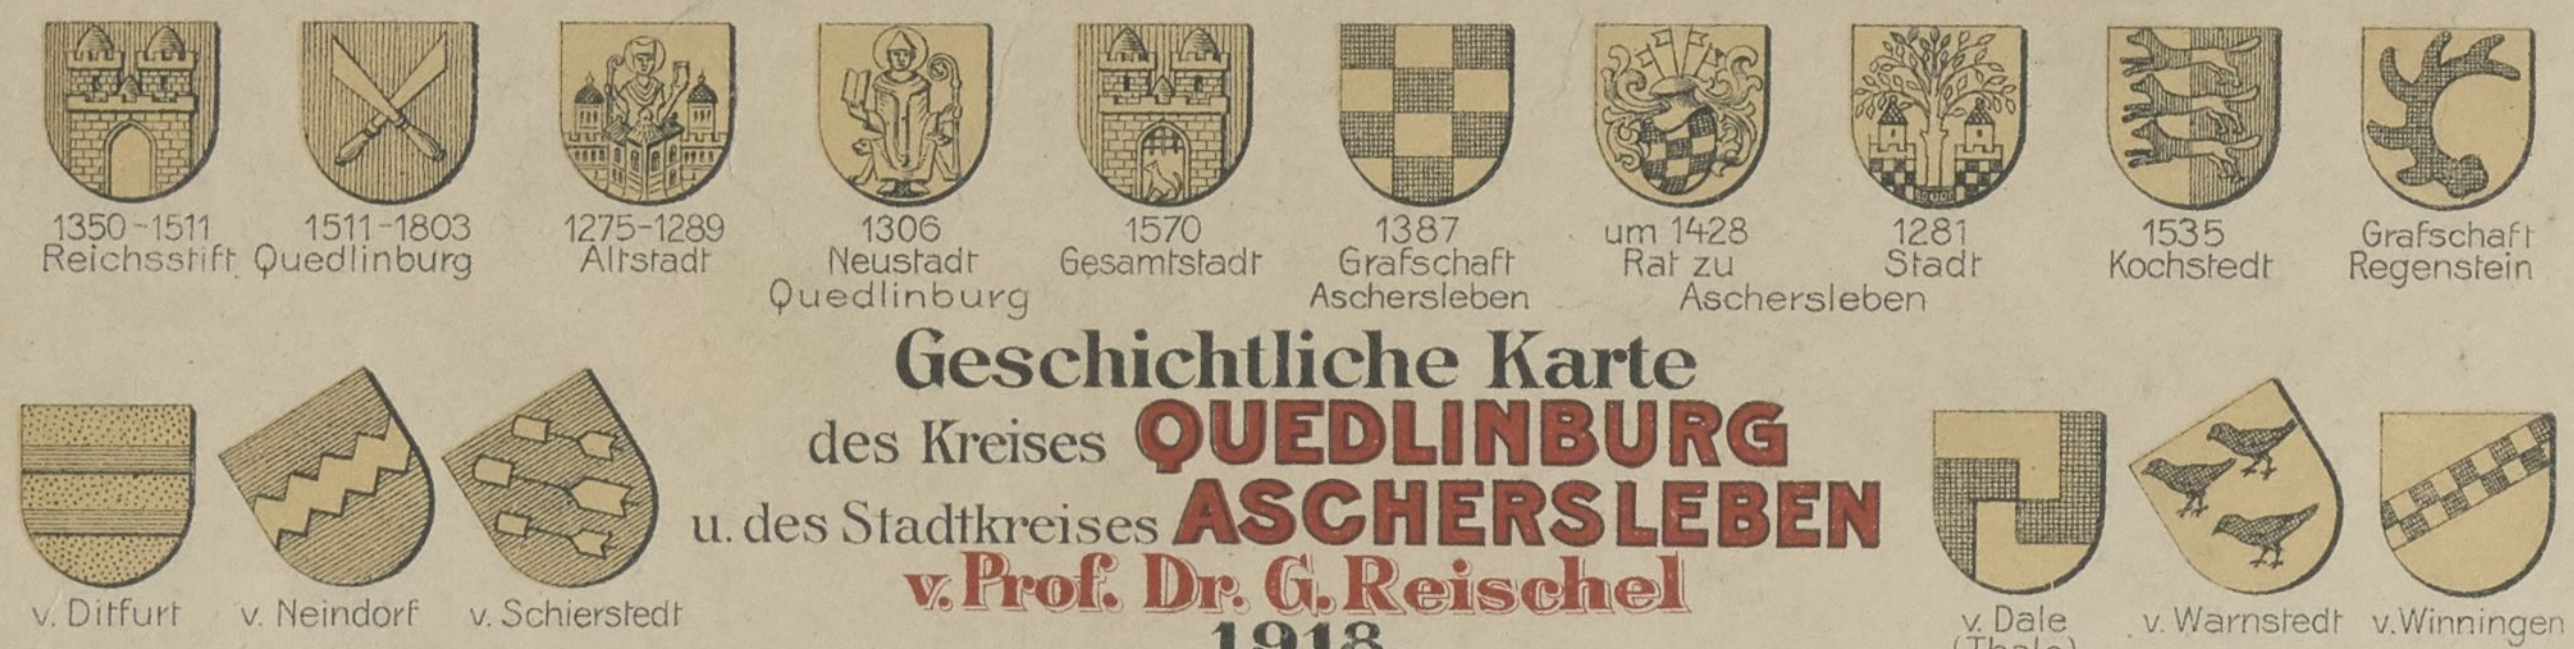 1350-1511
Reichsstift
1511-1803
Quedlinburg
1275-1289
Altstadt
1306
Neustadt
Quedlinburg
1570
Gesamtstadt
1387
Grafschaft
Aschersleben
um 1428
Rat zu
1281
Stadt
Aschersleben
1535
Kochstedt
Grafschaft
Regenstein
Geschichtliche Karte
des Kreises QUEDLINBURG
u. des Stadtkreises ASCHERSLEBEN
v. Prof. Dr. G. Reischel
1918
v. Ditfurt
v. Neindorf
v. Schierstedt
v. Dale
(Thale)
v. Warnstedt
v. Winningen